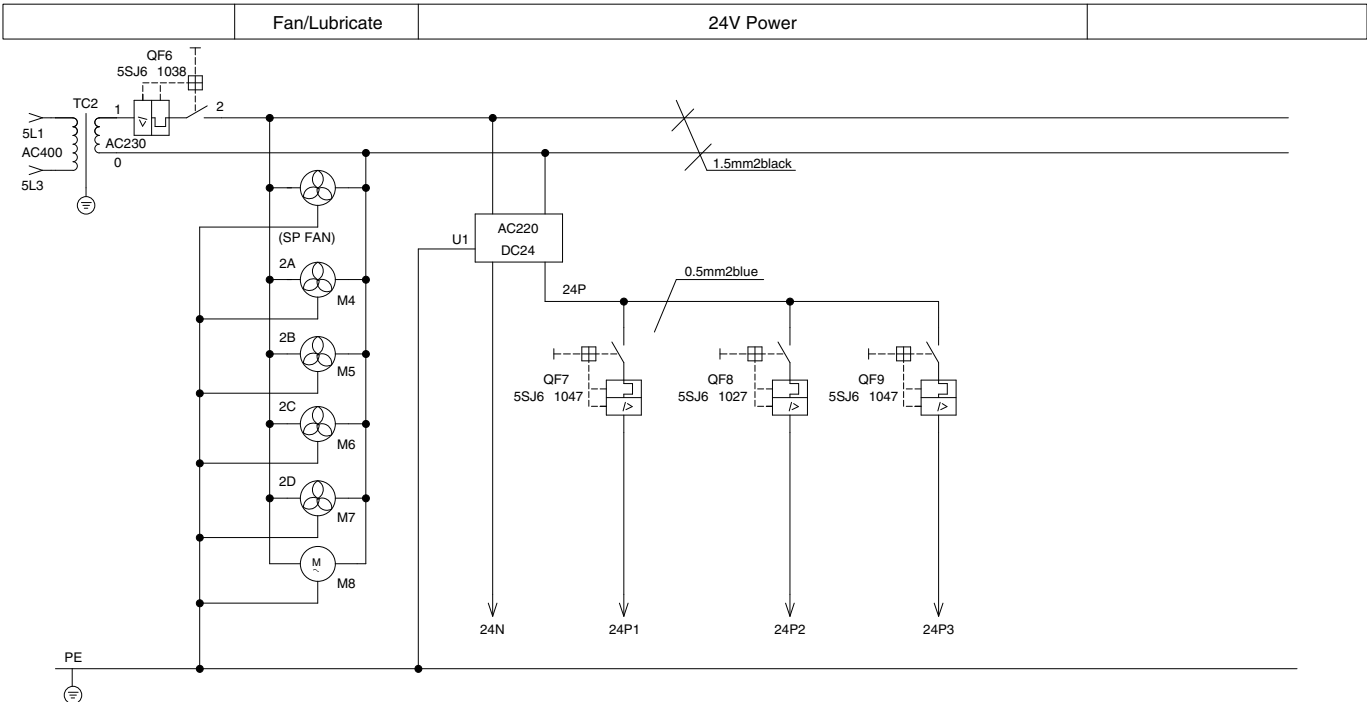 Fan/Lubricate
24V Power
QF6
5SJ6 1038
TC2
1
2
5L1
AC400
AC230
0
5L3
1.5mm2black
(SP FAN)
U1
AC220
DC24
2A
M4
0.5mm2blue
24P
2B
M5
QF7
5SJ6 1047
QF8
5SJ6 1027
QF9
5SJ6 1047
I>
I>
I>
2C
M6
2D
M7
M
~
M8
24N
24P1
24P2
24P3
PE